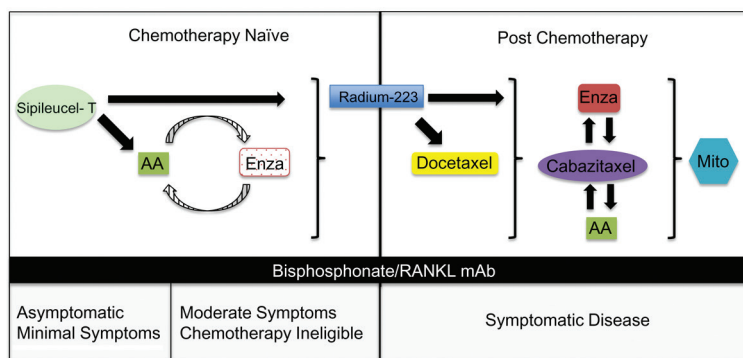 Chemotherapy Naïve
Post Chemotherapy
Sipileucel- T
AA
Enza
Radium-223
Docetaxel
Enza
Cabazitaxel
AA
Mito
Bisphosphonate/RANKL mAb
Asymptomatic
Minimal Symptoms
Moderate Symptoms
Chemotherapy Ineligible
Symptomatic Disease